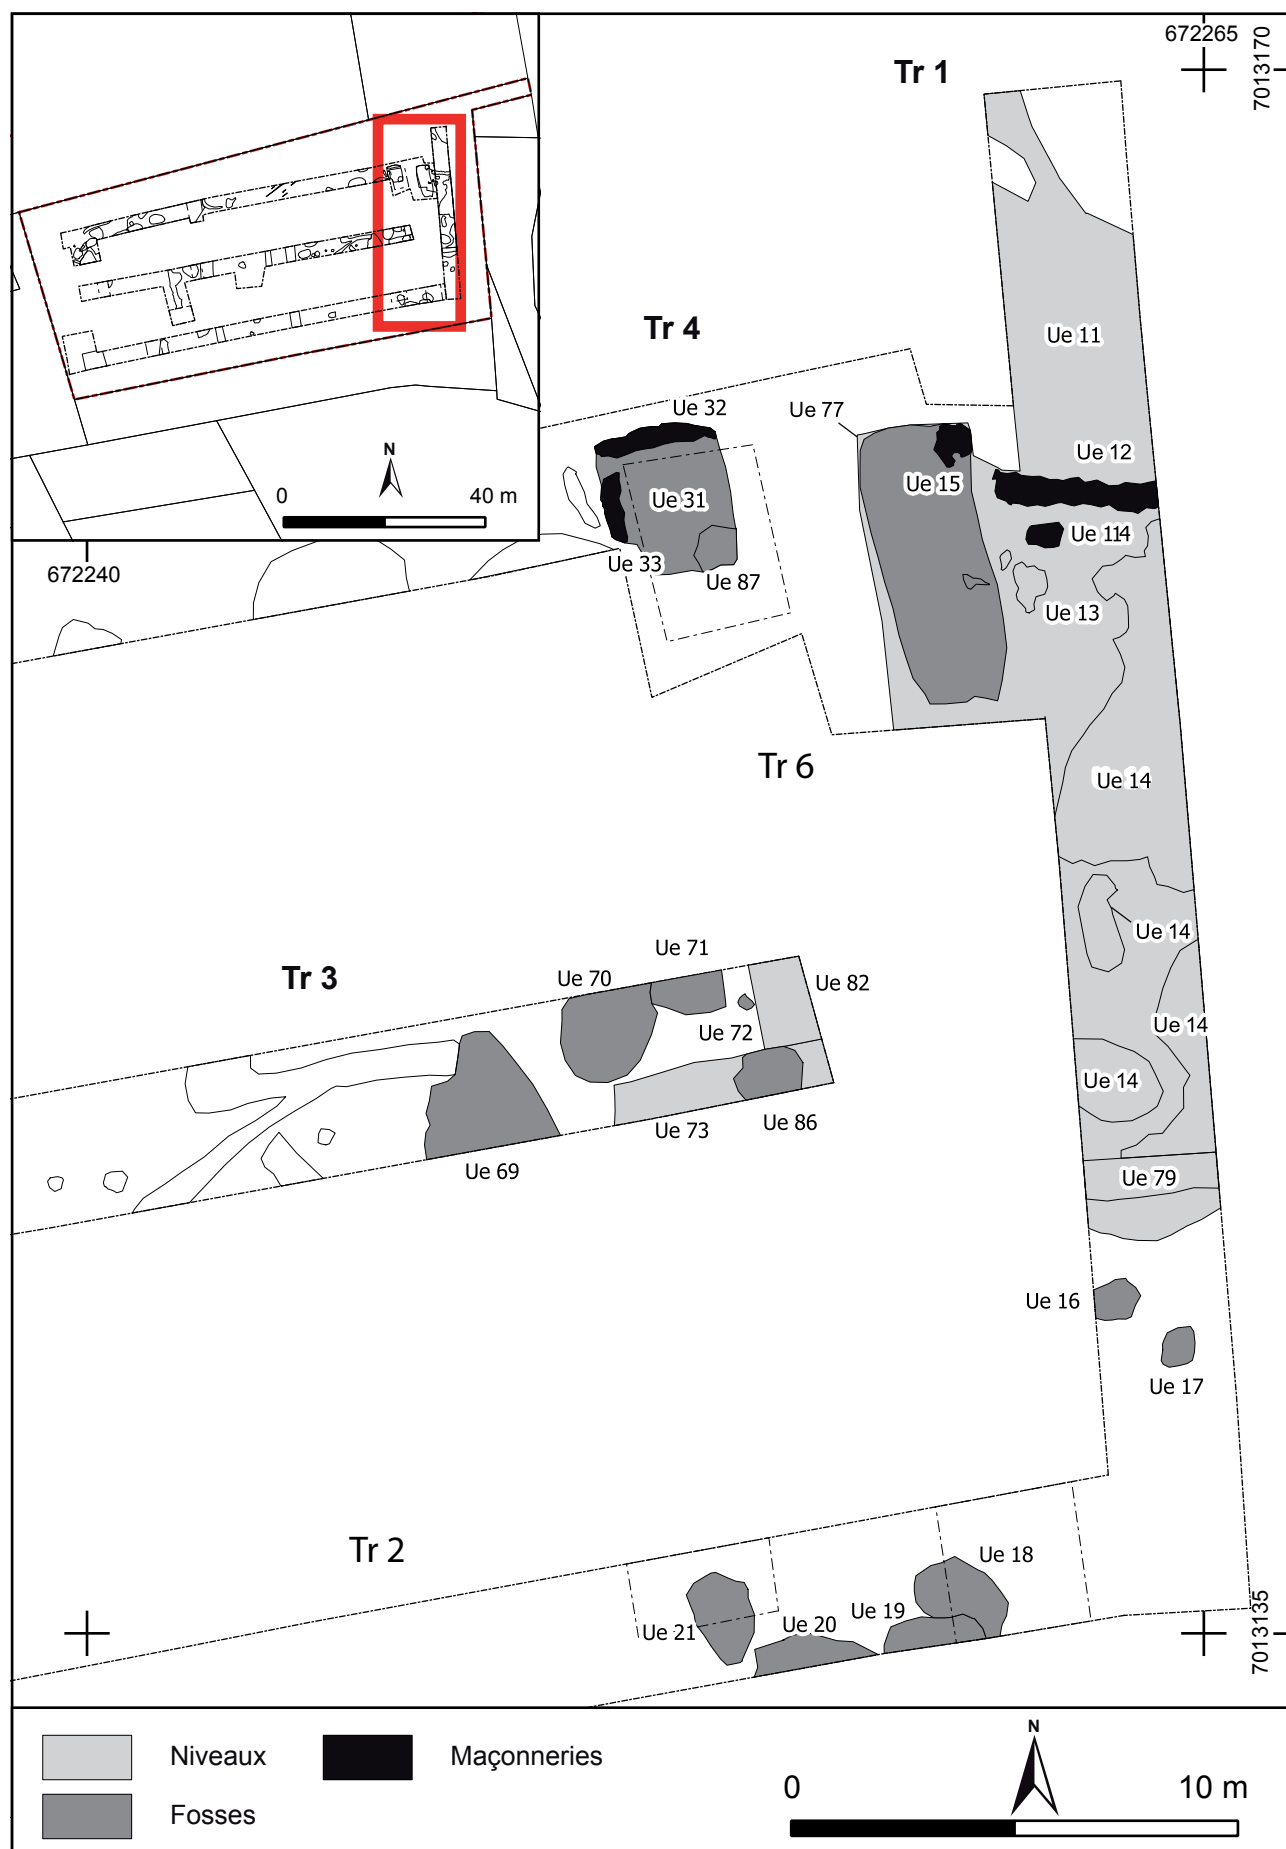 672265
7013170
Tr 1
N
0
40 m
672240
Tr 4
Ue 11
Ue 32
Ue 77
Ue 12
Ue 15
Ue 31
Ue 114
Ue 33
Ue 87
Ue 13
Tr 6
Ue 14
Ue 14
Ue 71
Tr 3
Ue 70
Ue 82
Ue 72
Ue 14
Ue 14
Ue 73
Ue 86
Ue 69
Ue 79
Ue 16
Ue 17
Tr 2
Ue 18
Ue 19
Ue 20
Ue 21
7013135
Niveaux
Maçonneries
Fosses
N
0
10 m